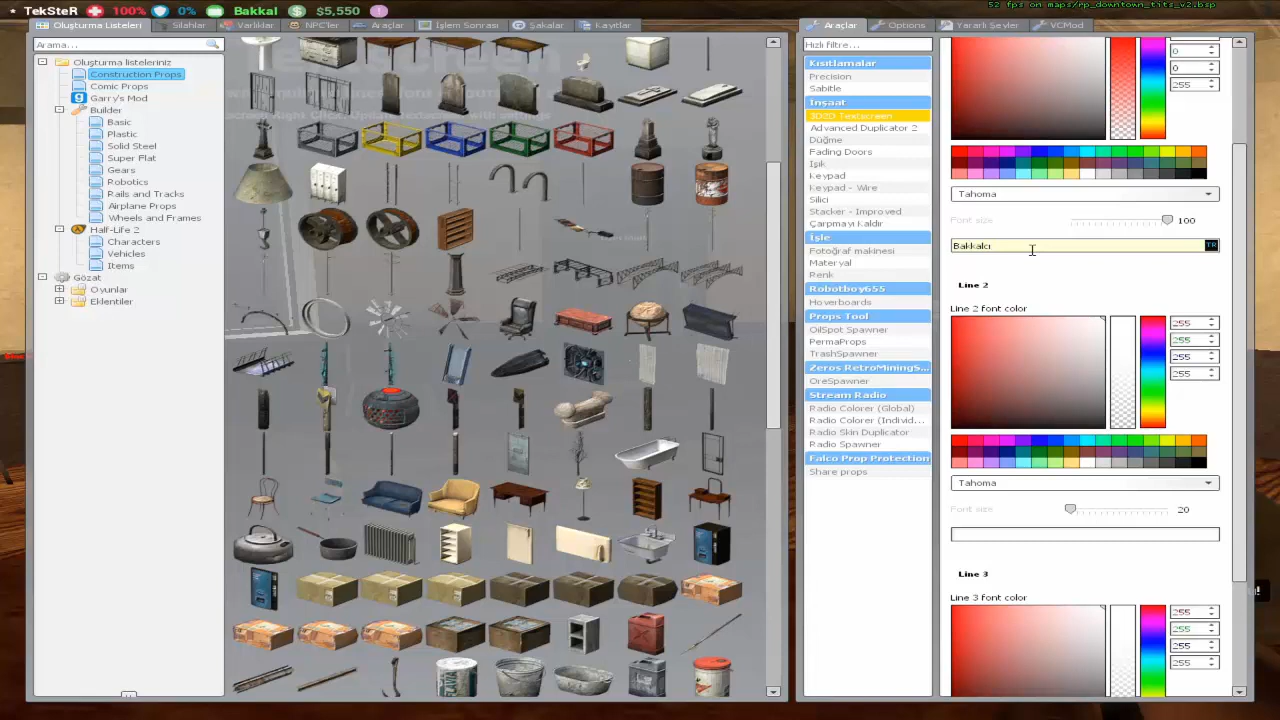 TekSteR 100% 0% Bakkal $5,550
52 fps on maps/rp_downtown_tits_v2.bsp
Oluşturma Listeleri
Silahlar
Varlıklar
NPC'ler
Araçlar
İşlem Sonrası
Şakalar
Kayıtlar
Arama...
Oluşturma listeleriniz
Construction Props
Comic Props
Garry's Mod
Builder
Basic
Plastic
Solid Steel
Super Flat
Gears
Robotics
Rails and Tracks
Airplane Props
Wheels and Frames
Half-Life 2
Characters
Vehicles
Items
Gözat
Oyunlar
Eklentiler
Araçlar
Options
Yararlı Şeyler
VCMod
Hızlı filtre...
Kısıtlamalar
Precision
Sabitle
İnşaat
3D2D Textscreen
Advanced Duplicator 2
Düğme
Fading Doors
Işık
Keypad
Keypad - Wire
Silici
Stacker - Improved
Çarpmayı Kaldır
İşle
Fotoğraf makinesi
Materyal
Renk
Robotboy655
Hoverboards
Props Tool
OilSpot Spawner
PermaProps
TrashSpawner
Zeros RetroMiningS...
OreSpawner
Stream Radio
Radio Colorer (Global)
Radio Colorer (Individ...
Radio Skin Duplicator
Radio Spawner
Falco Prop Protection
Share props
0
0
255
Tahoma
Font size 100
Bakkalcı TR
Line 2
Line 2 font color
255
255
255
255
Tahoma
Font size 20
Line 3
Line 3 font color
255
255
255
255